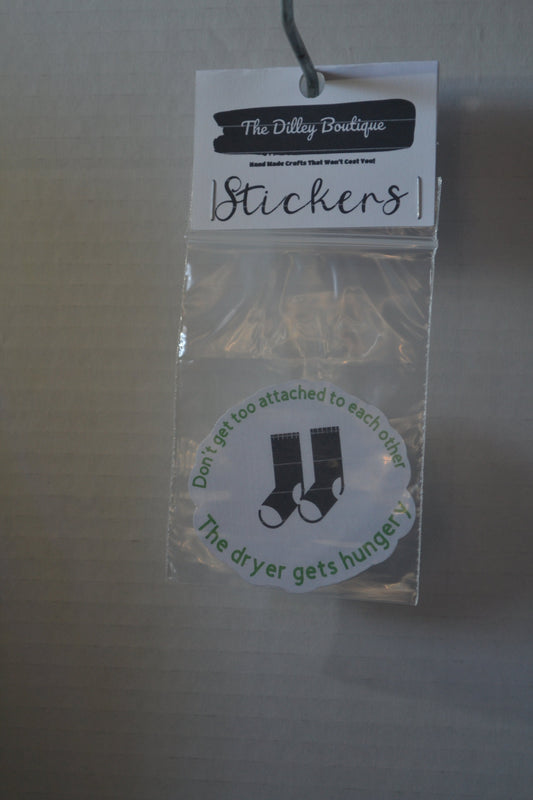 The Dilley Boutique
Hand Made Crafts That Won't Cost You!
Stickers
Don't get too attached to each other
The dryer gets hungery